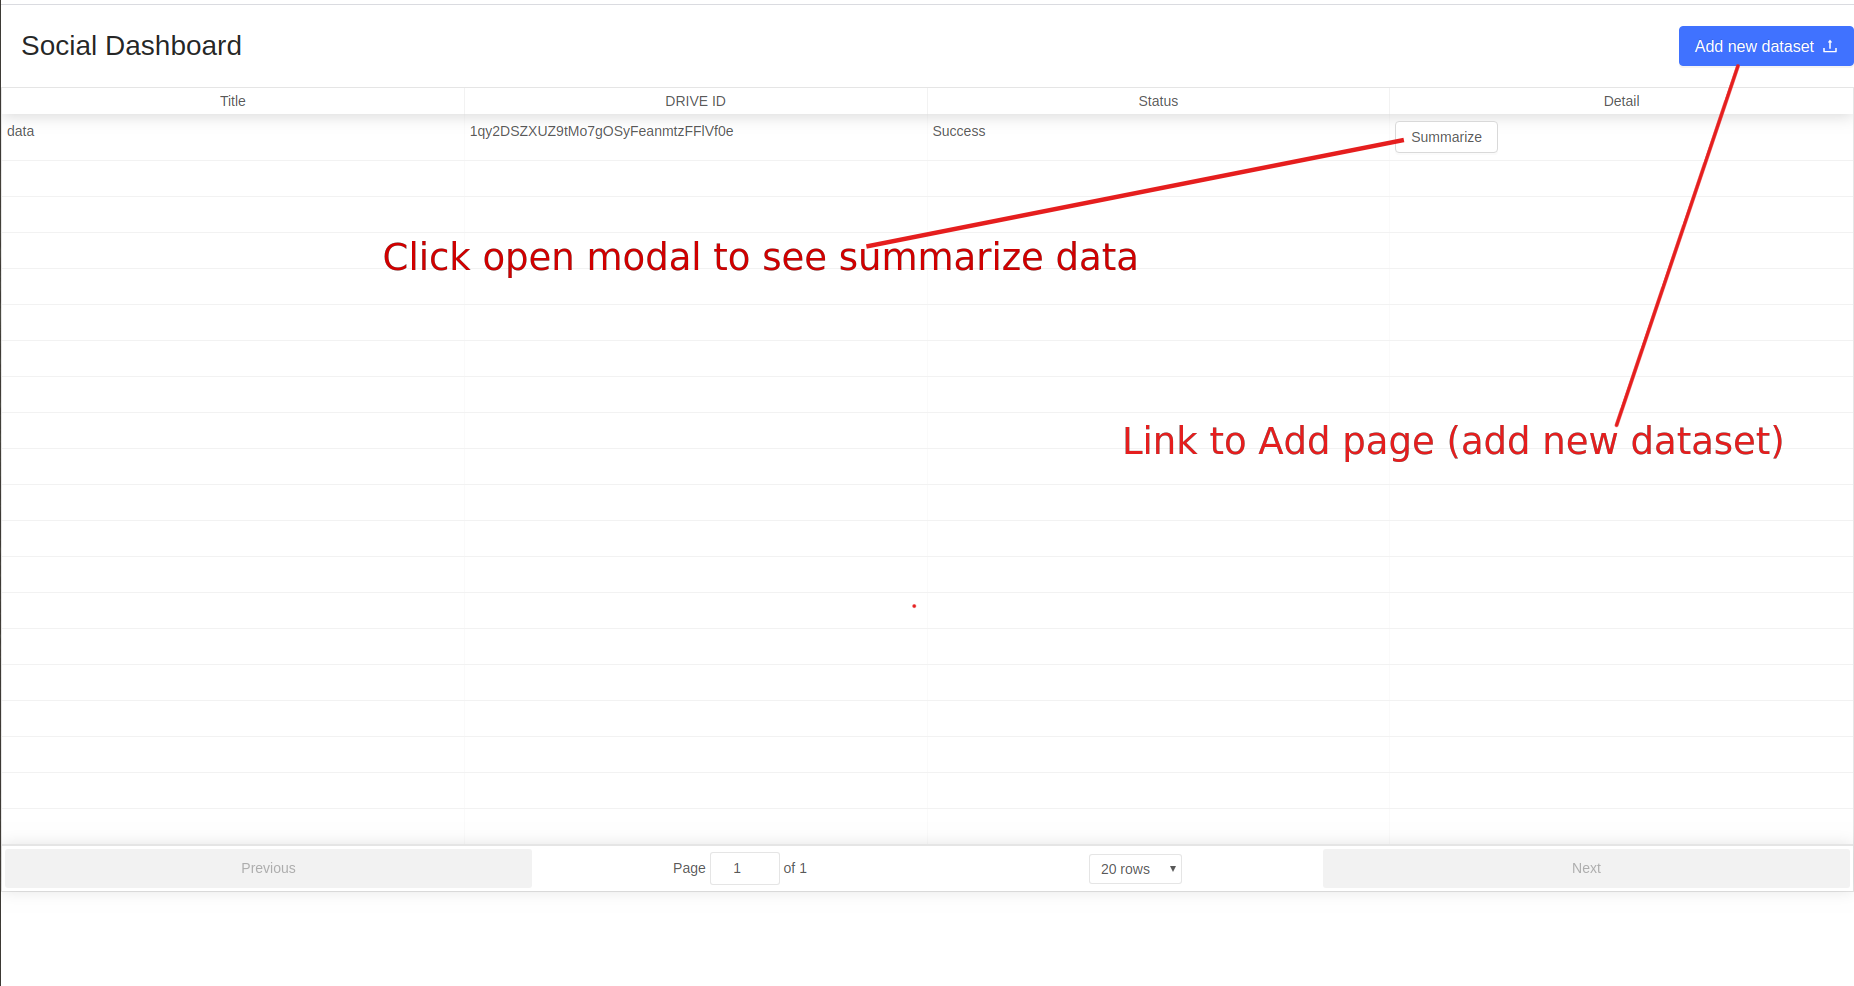 Social Dashboard
Add new dataset
Title
DRIVE ID
Status
Detail
data
1qy2DSZXUZ9tMo7gOSyFeanmtzFFlVf0e
Success
Summarize
Click open modal to see summarize data
Link to Add page (add new dataset)
Previous
Page 1 of 1
20 rows
Next